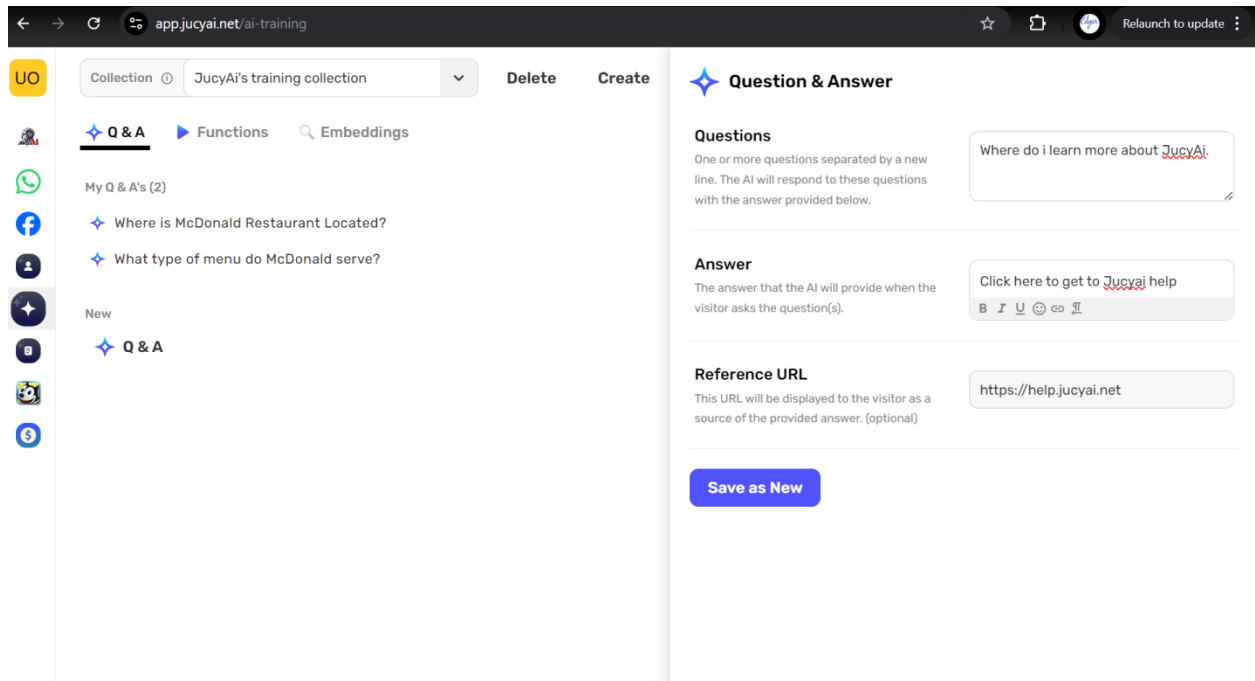 app.jucyai.net/ai-training
Relaunch to update
UO
Collection
JucyAi's training collection
Delete
Create
Q & A
Functions
Embeddings
My Q & A's (2)
Where is McDonald Restaurant Located?
What type of menu do McDonald serve?
New
Q & A
Question & Answer
Questions
One or more questions separated by a new
line. The AI will respond to these questions
with the answer provided below.
Where do i learn more about JucyAi.
Answer
The answer that the AI will provide when the
visitor asks the question(s).
Click here to get to Jucyai help
B I U
Reference URL
This URL will be displayed to the visitor as a
source of the provided answer. (optional)
https://help.jucyai.net
Save as New